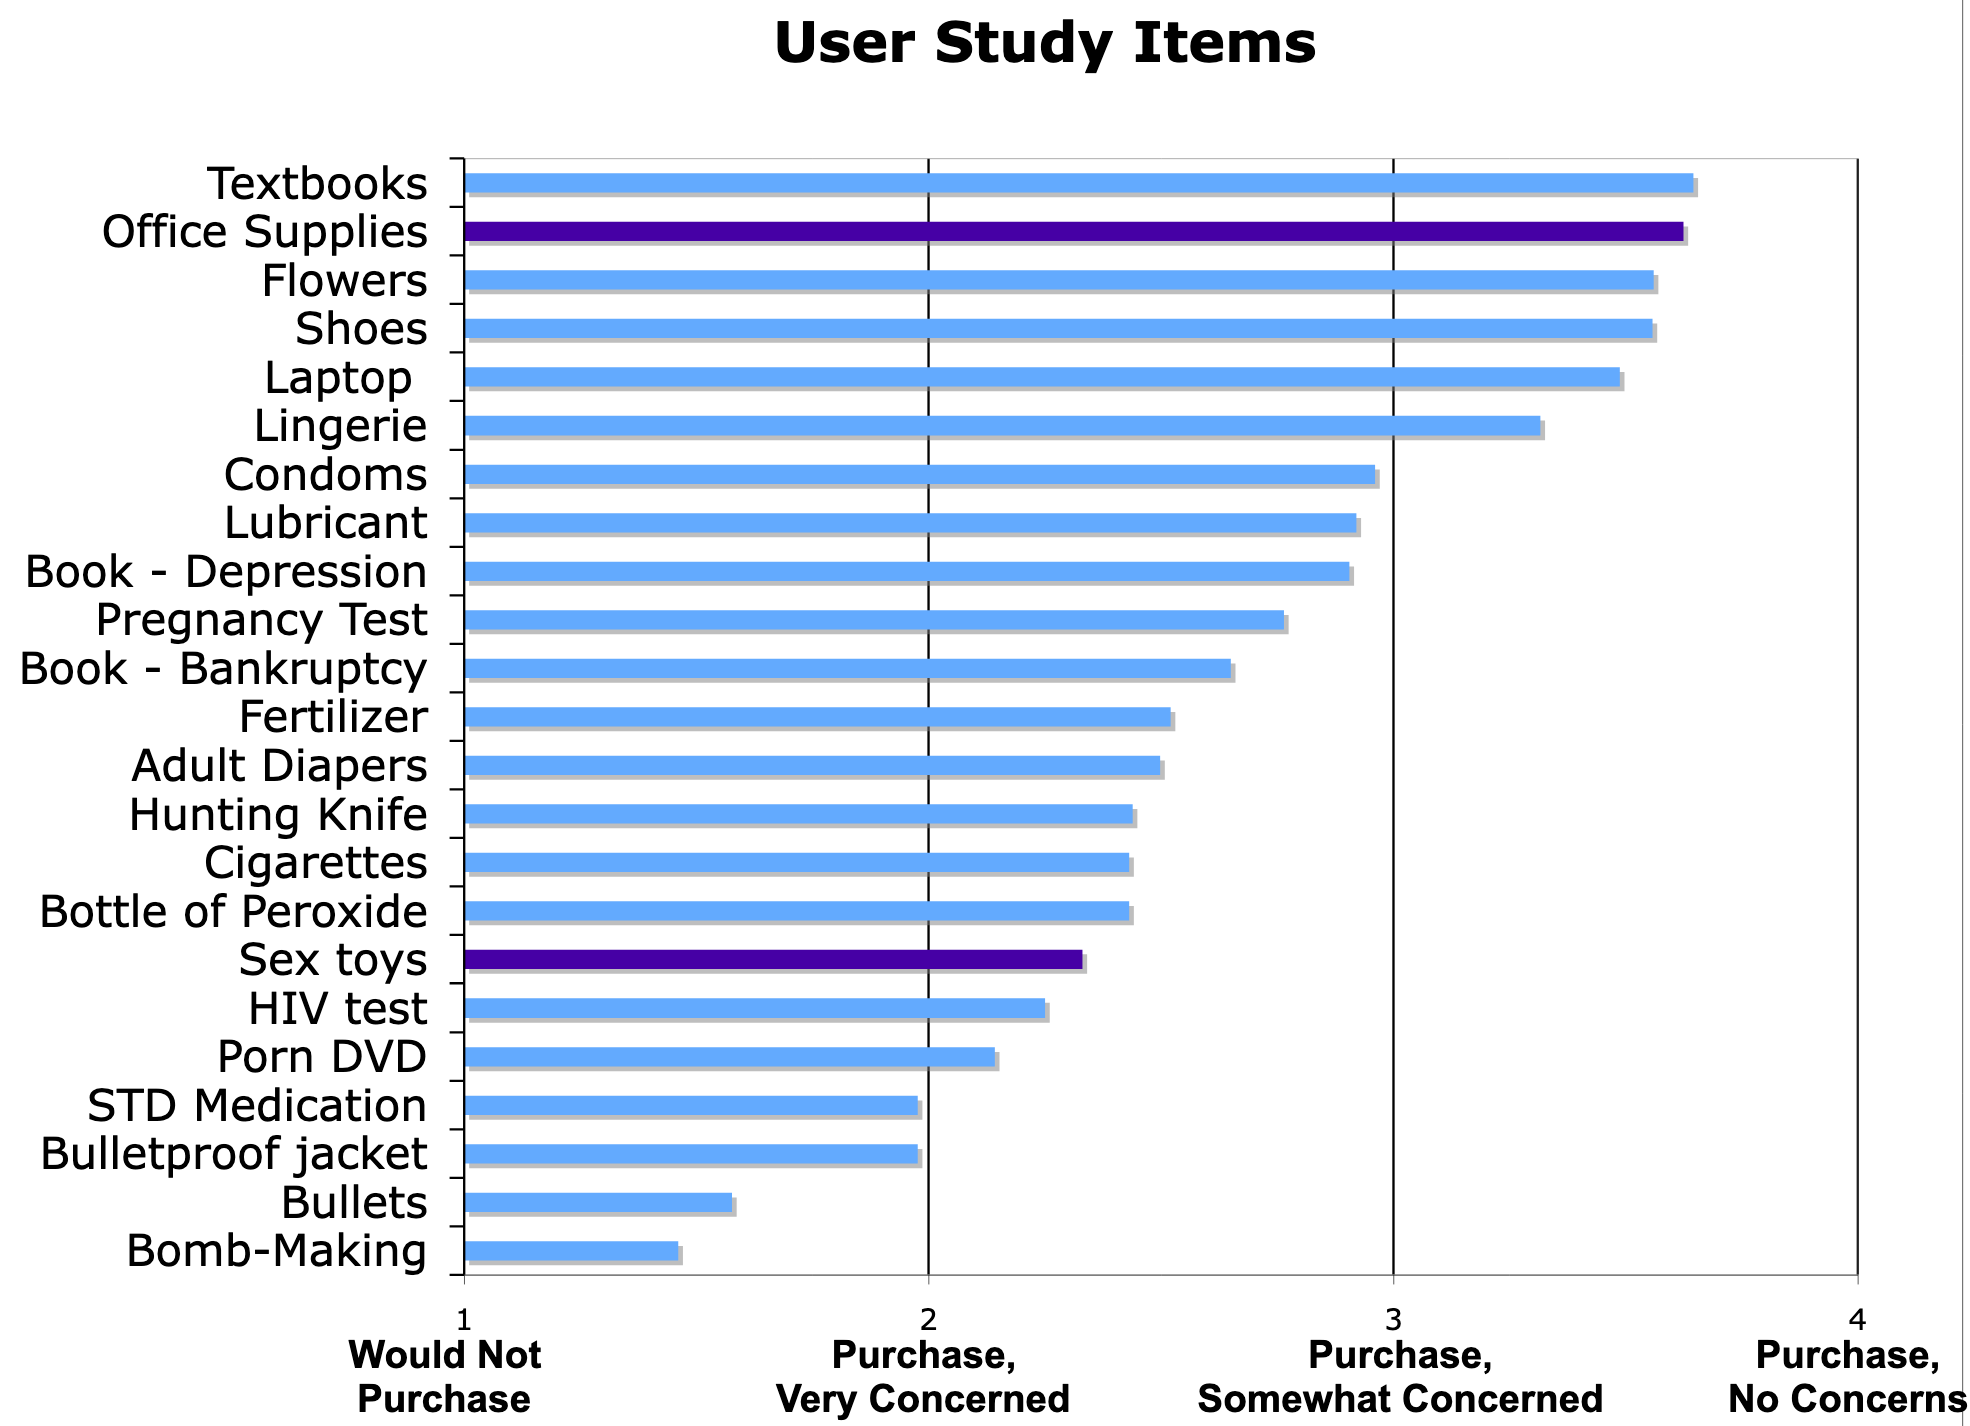 User Study Items
Textbooks
Office Supplies
Flowers
Shoes
Laptop
Lingerie
Condoms
Lubricant
Book - Depression
Pregnancy Test
Book - Bankruptcy
Fertilizer
Adult Diapers
Hunting Knife
Cigarettes
Bottle of Peroxide
Sex toys
HIV test
Porn DVD
STD Medication
Bulletproof jacket
Bullets
Bomb-Making
1 2 3 4
Would Not Purchase, Purchase, Purchase,
Purchase Very Concerned Somewhat Concerned No Concerns